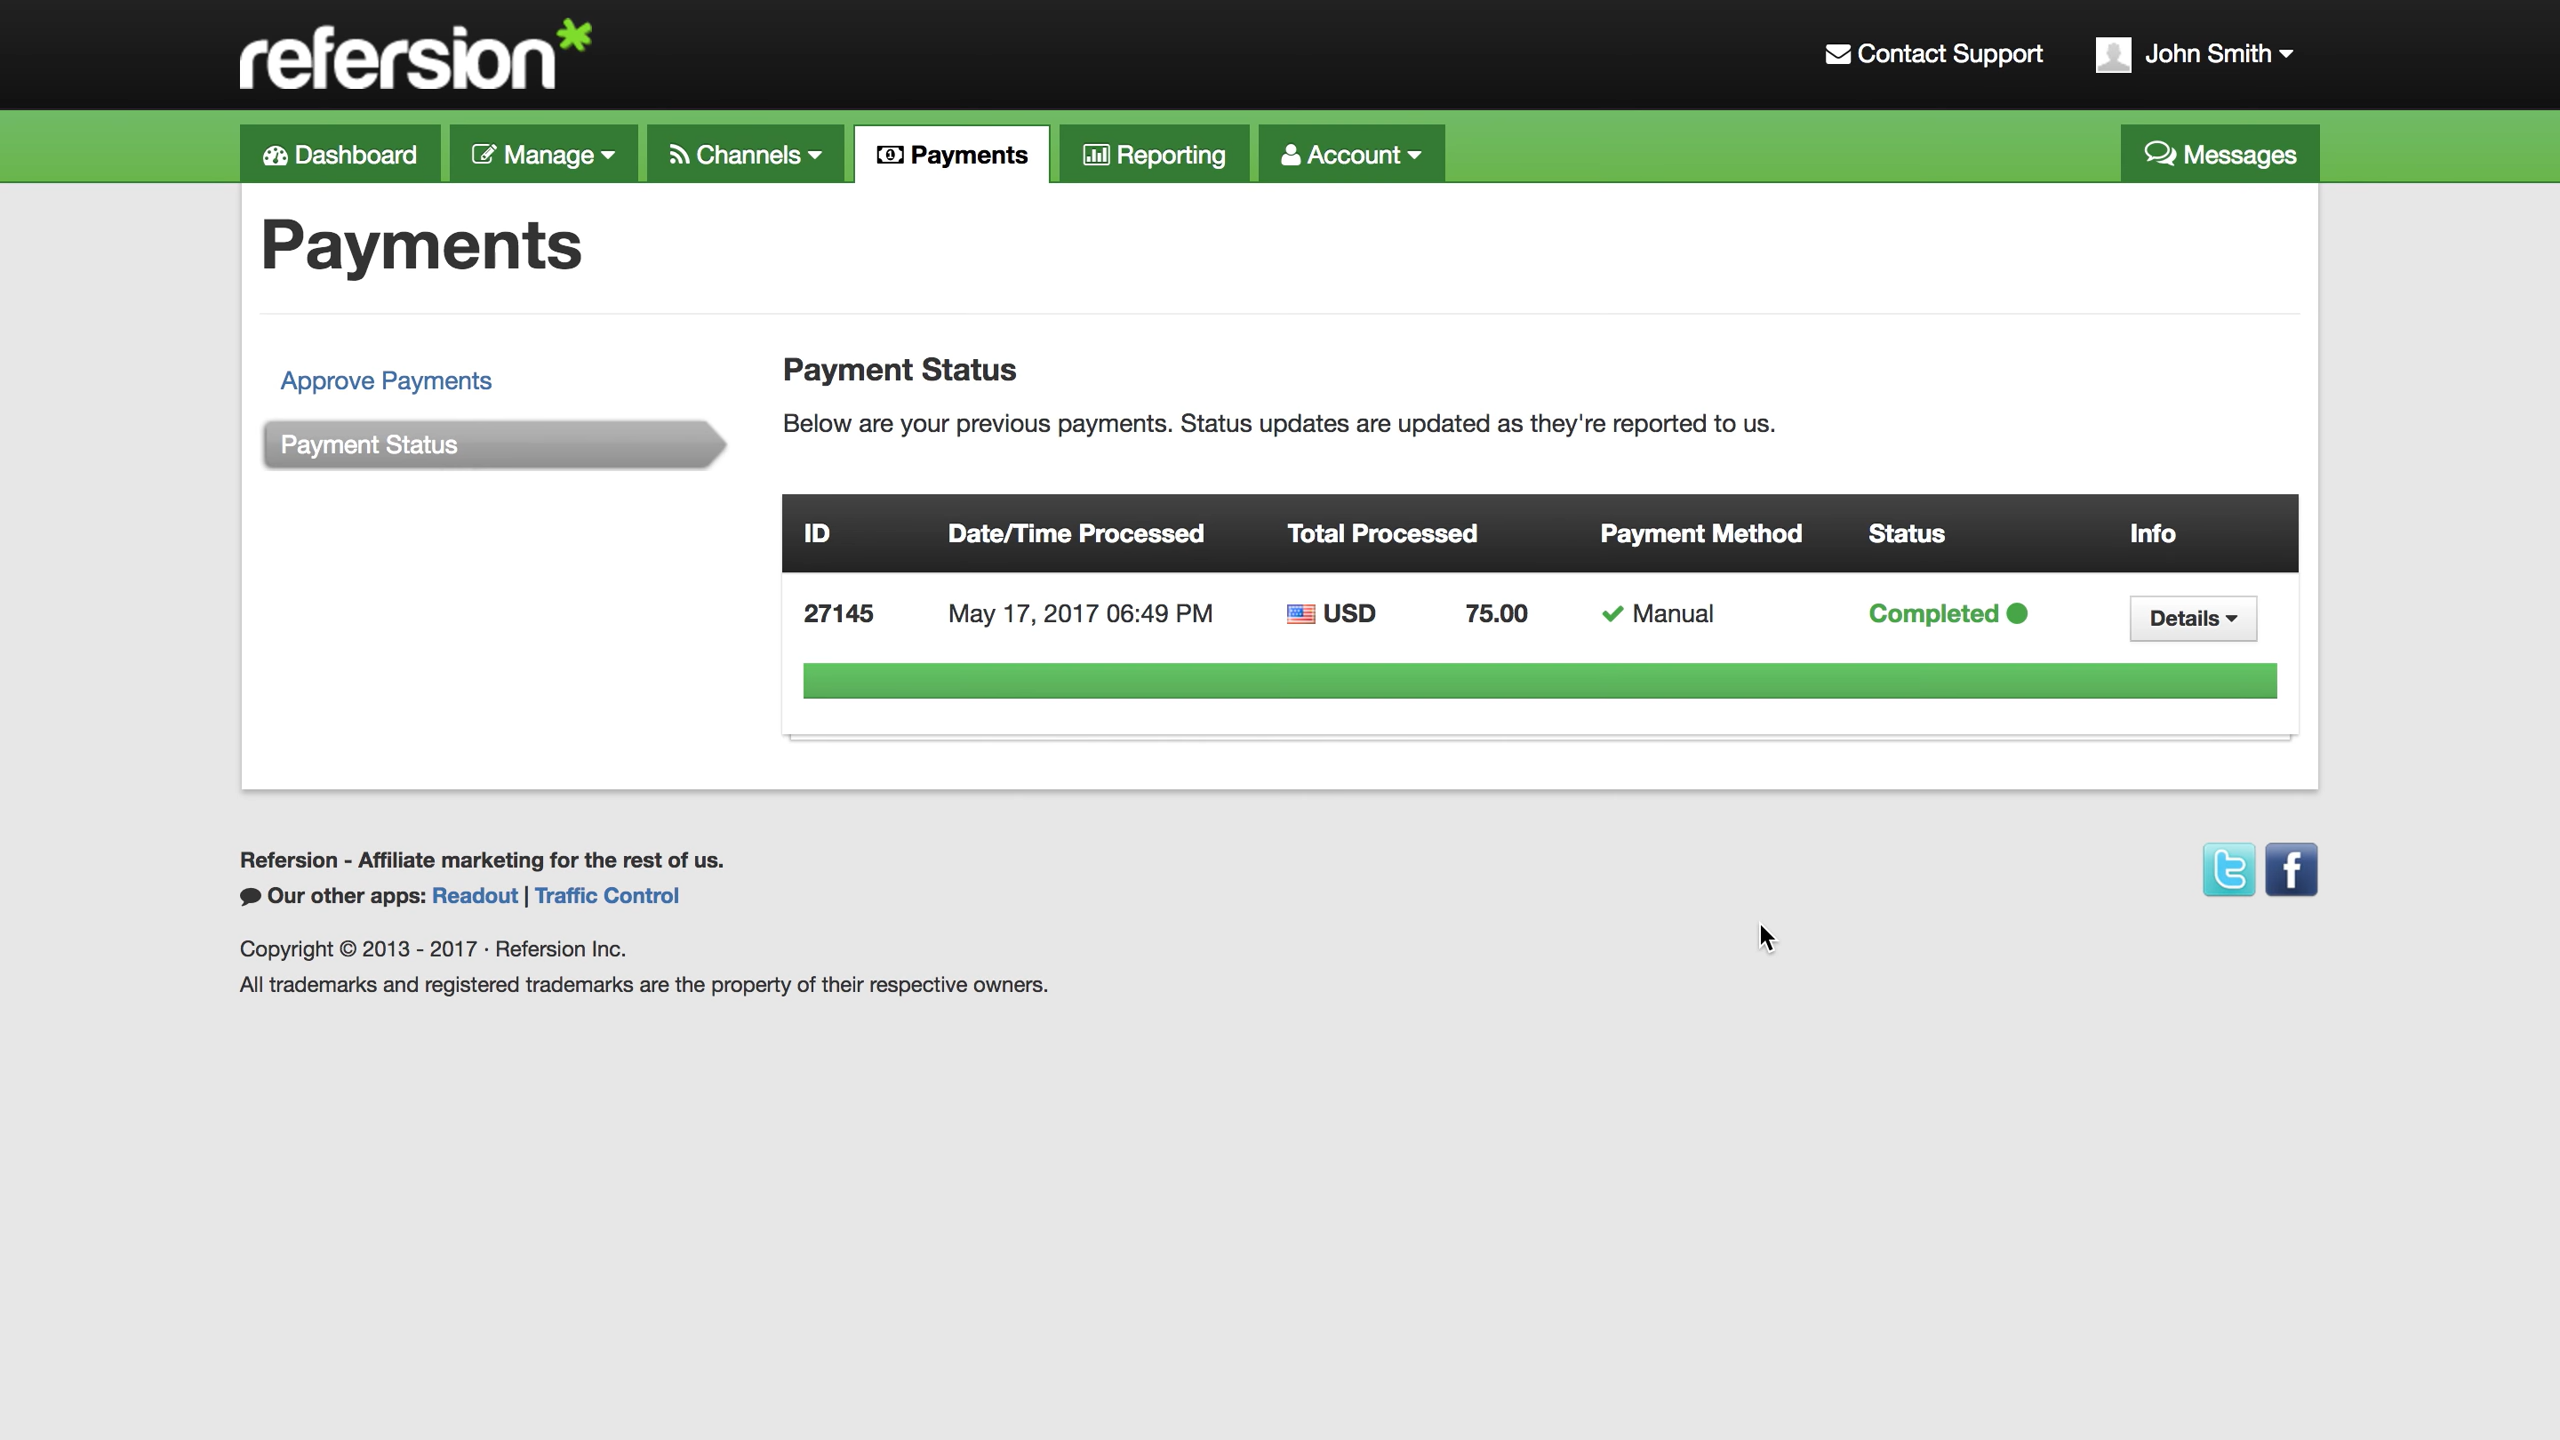 refersion
Contact Support
John Smith
Dashboard
Manage
Channels
Payments
Reporting
Account
Messages
Payments
Approve Payments
Payment Status
Payment Status
Below are your previous payments. Status updates are updated as they're reported to us.
ID Date/Time Processed Total Processed Payment Method Status Info
27145 May 17, 2017 06:49 PM USD 75.00 Manual Completed Details
Refersion - Affiliate marketing for the rest of us.
Our other apps: Readout | Traffic Control
Copyright © 2013 - 2017 · Refersion Inc.
All trademarks and registered trademarks are the property of their respective owners.